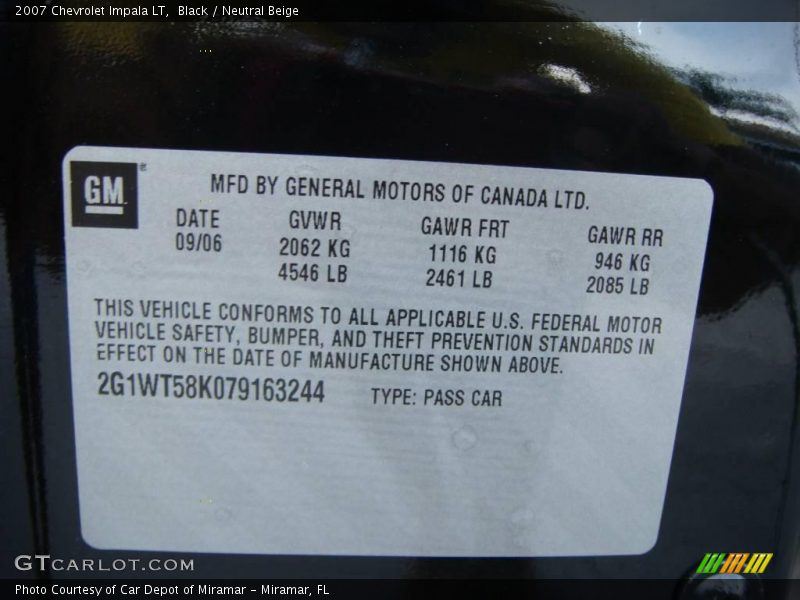 2007 Chevrolet Impala LT, Black / Neutral Beige
GM
MFD BY GENERAL MOTORS OF CANADA LTD.
DATE GVWR GAWR FRT GAWR RR
09/06 2062 KG 1116 KG 946 KG
4546 LB 2461 LB 2085 LB
THIS VEHICLE CONFORMS TO ALL APPLICABLE U.S. FEDERAL MOTOR
VEHICLE SAFETY, BUMPER, AND THEFT PREVENTION STANDARDS IN
EFFECT ON THE DATE OF MANUFACTURE SHOWN ABOVE.
2G1WT58K079163244 TYPE: PASS CAR
GTCARLOT.COM
Photo Courtesy of Car Depot of Miramar - Miramar, FL